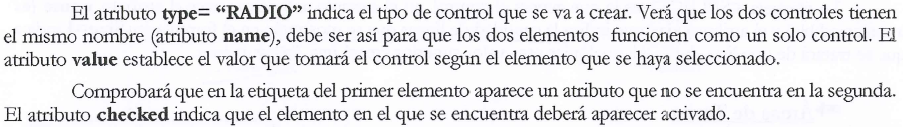 El atributo type= “RADIO” indica el tipo de control que se va a crear. Verá que los dos controles tienen
el mismo nombre (atributo name), debe ser así para que los dos elementos funcionen como un solo control. El
atributo value establece el valor que tomará el control según el elemento que se haya seleccionado.
Comprobará que en la etiqueta del primer elemento aparece un atributo que no se encuentra en la segunda.
El atributo checked indica que el elemento en el que se encuentra deberá aparecer activado.